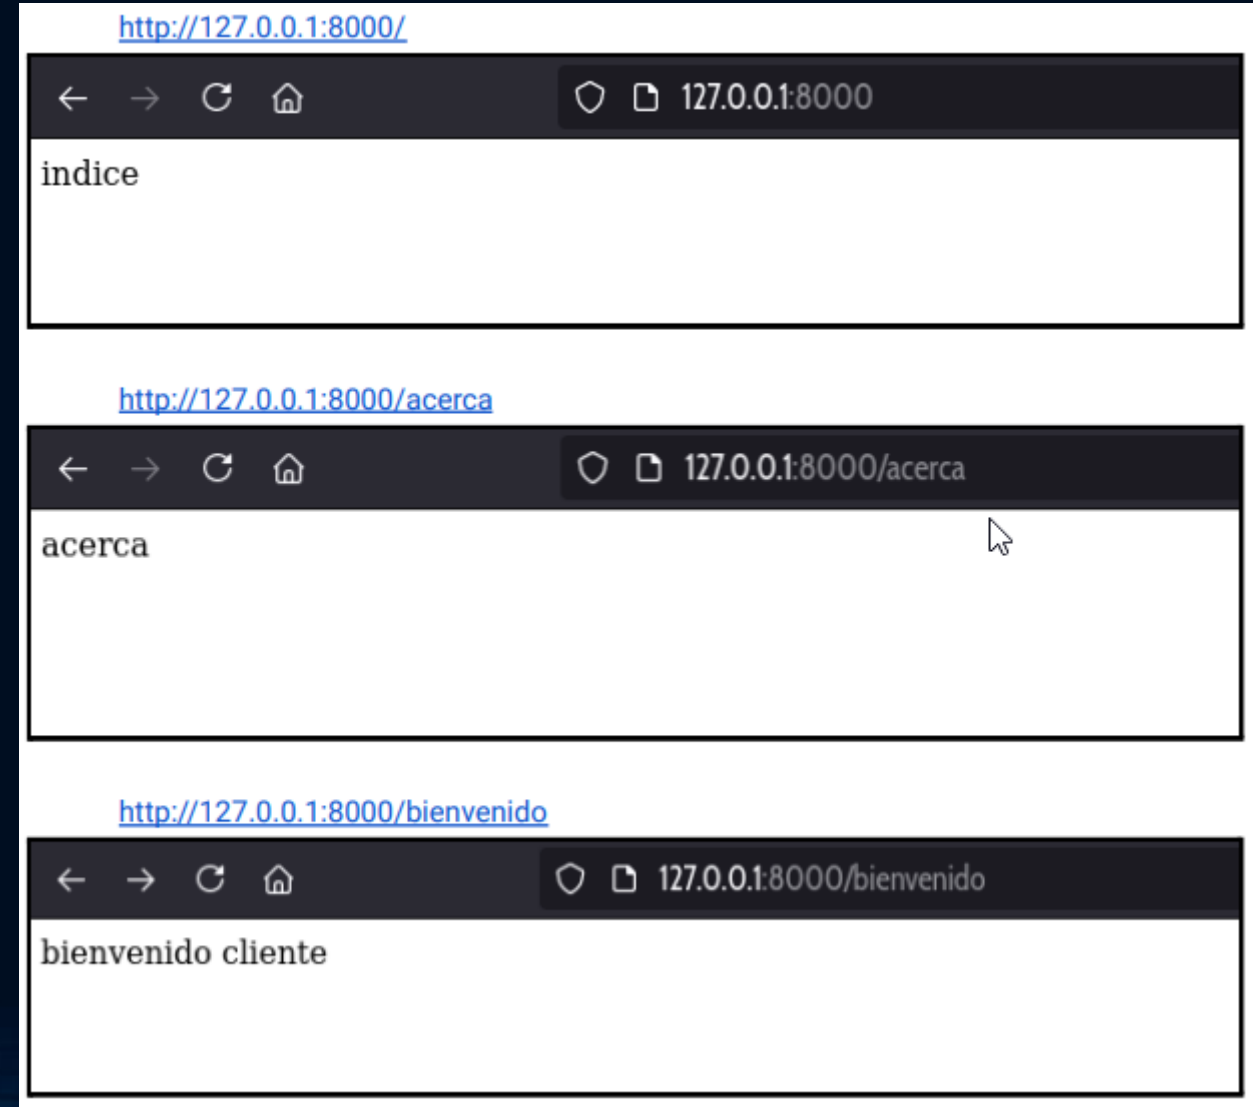 http://127.0.0.1:8000/
127.0.0.1:8000
indice
http://127.0.0.1:8000/acerca
127.0.0.1:8000/acerca
acerca
http://127.0.0.1:8000/bienvenido
127.0.0.1:8000/bienvenido
bienvenido cliente